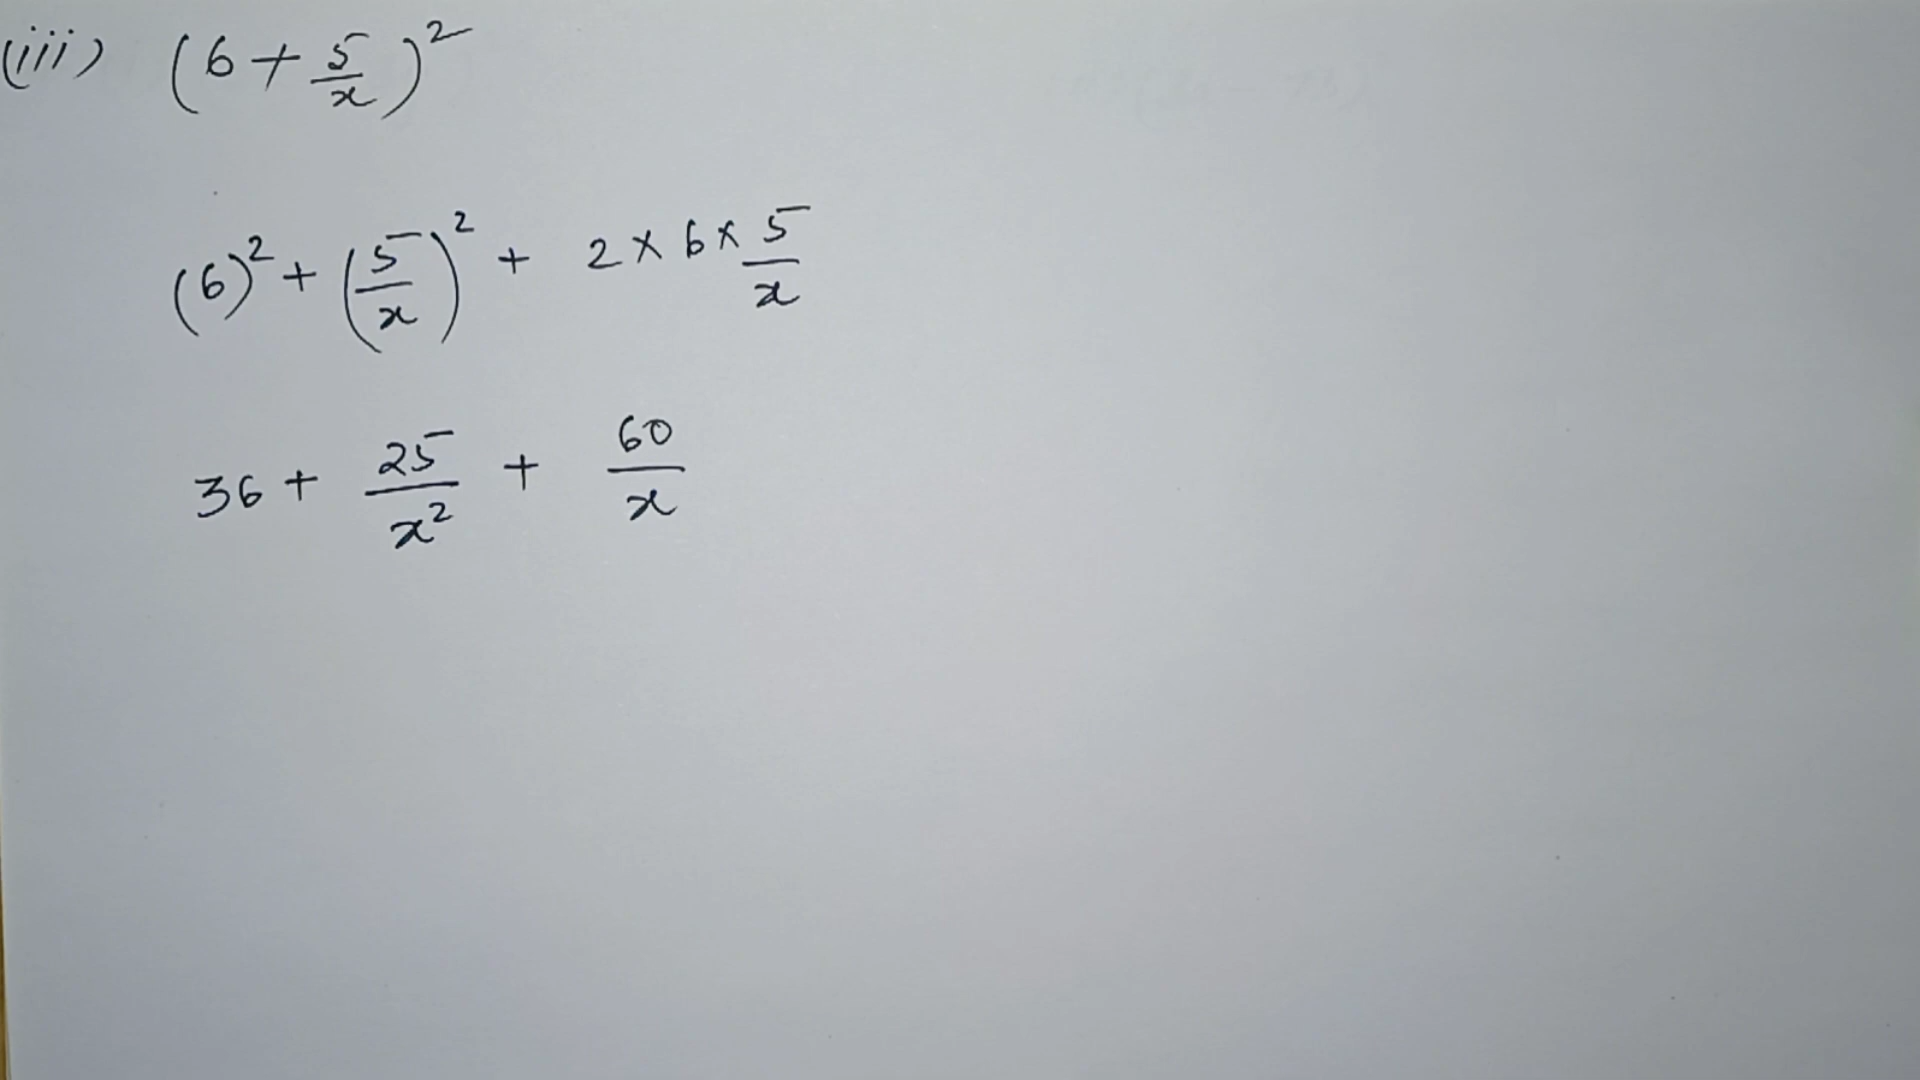 (iii) (6 + 5/x)²
(6)² + (5/x)² + 2 × 6 × 5/x
36 + 25/x² + 60/x